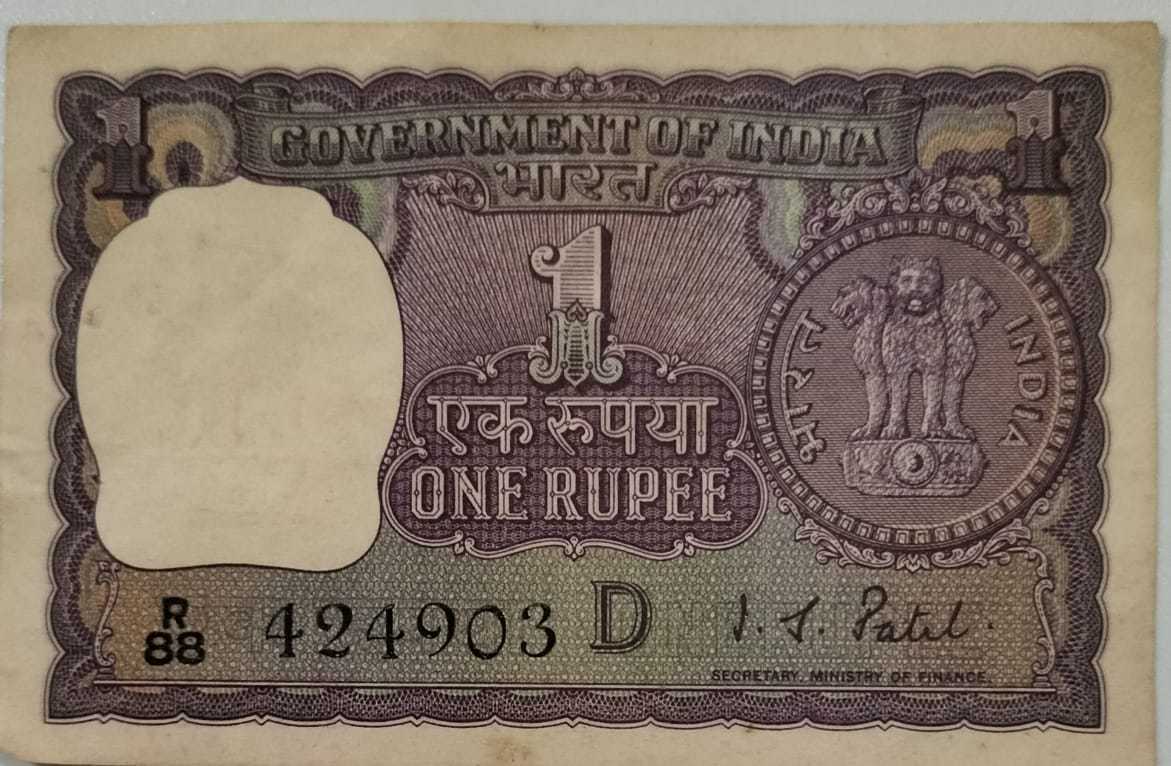 1 1
GOVERNMENT OF INDIA
भारत
1
एक रुपया
ONE RUPEE
भारत INDIA
R
88 424903 D
I. G. Patel.
SECRETARY, MINISTRY OF FINANCE.